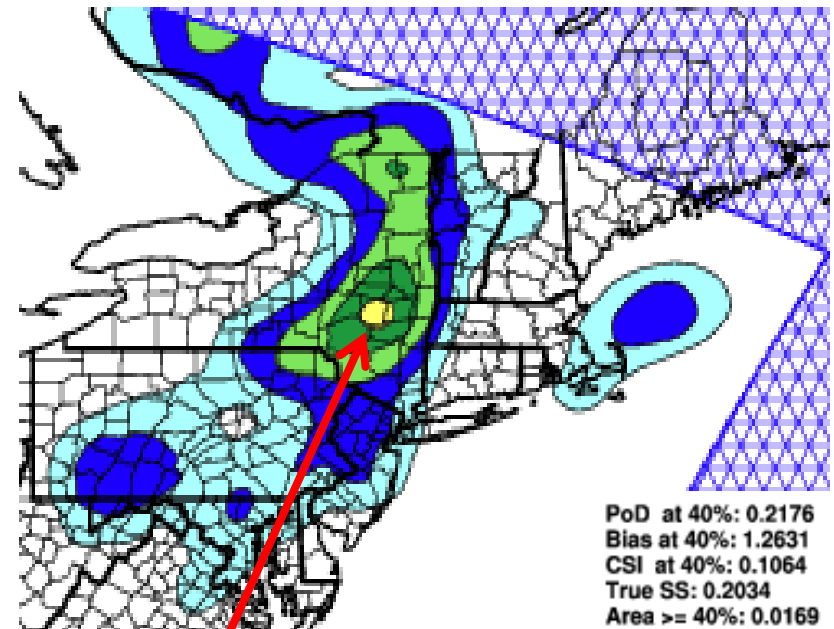 PoD at 40%: 0.2176
Bias at 40%: 1.2631
CSI at 40%: 0.1064
True SS: 0.2034
Area >= 40%: 0.0169